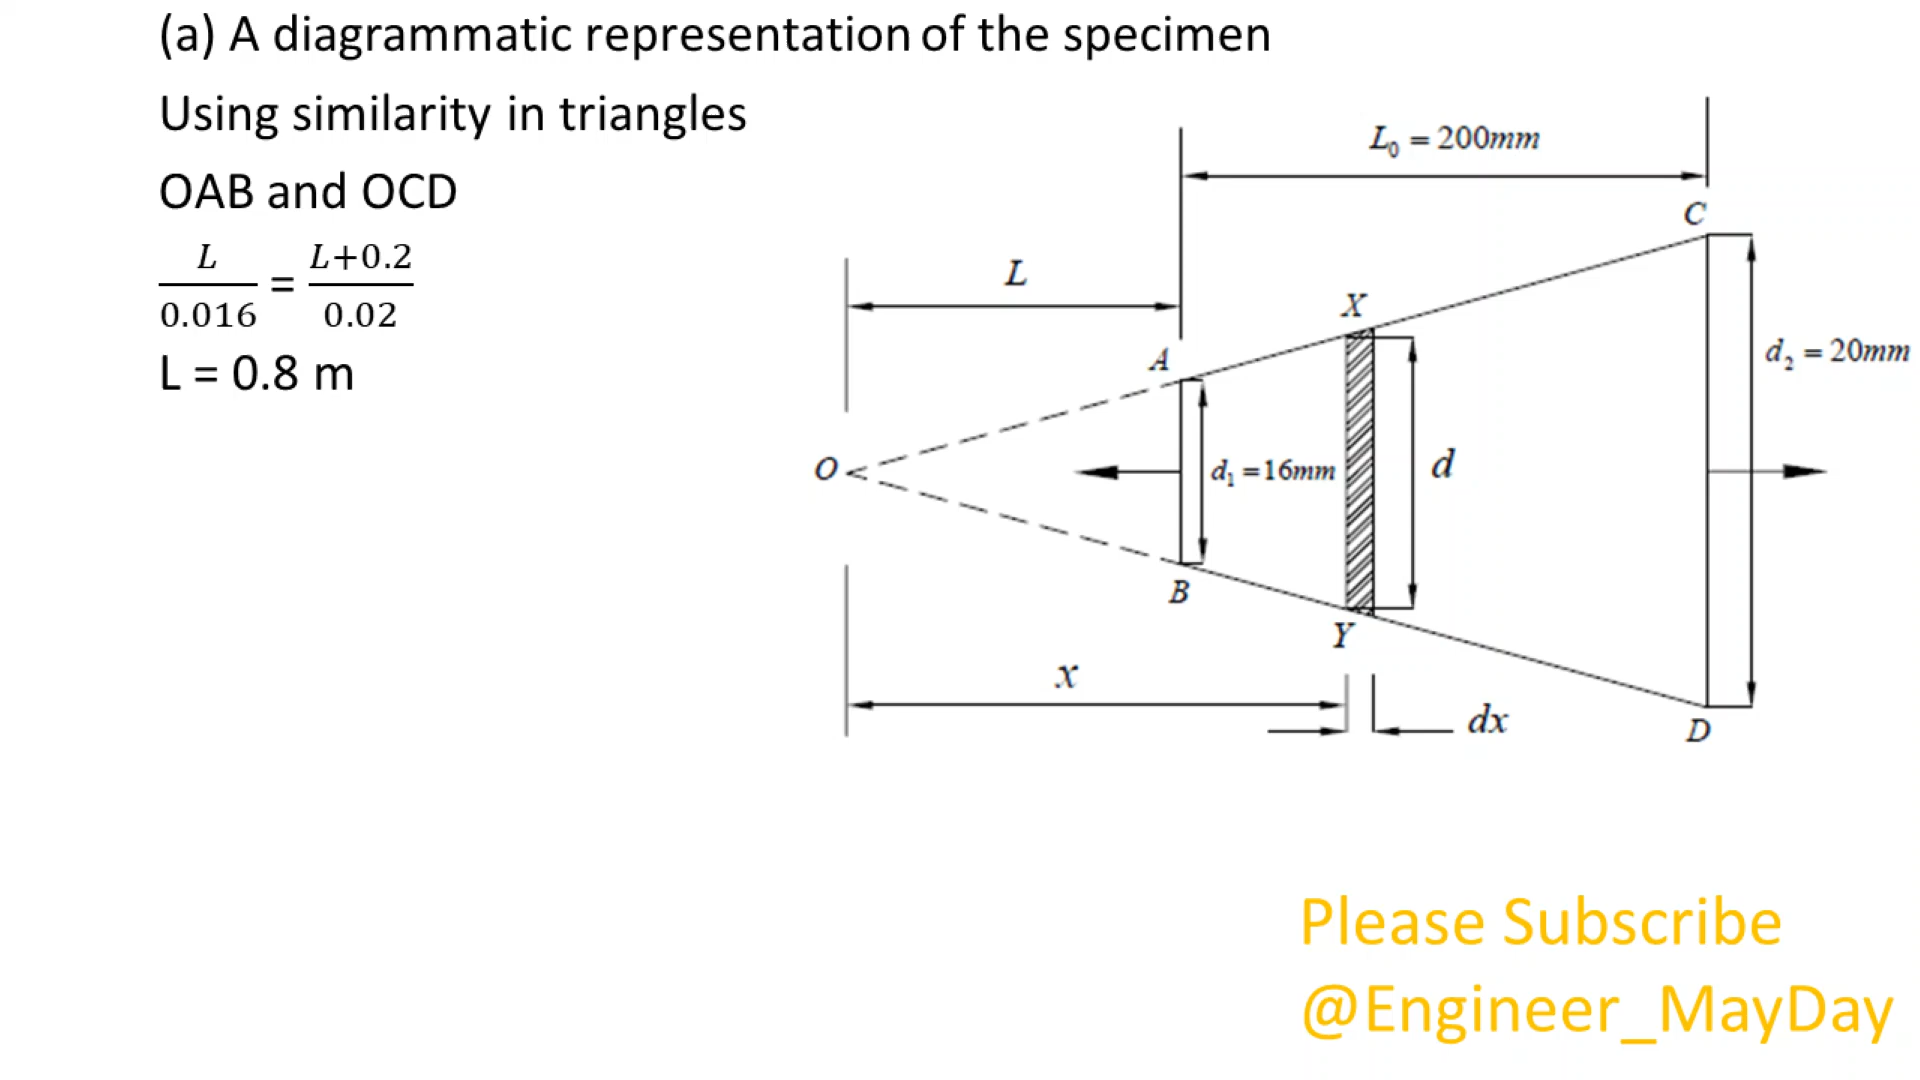 (a) A diagrammatic representation of the specimen
Using similarity in triangles
OAB and OCD
L/0.016 = L+0.2/0.02
L = 0.8 m
L₀ = 200mm
C
L
X
A
d₂ = 20mm
O
d₁ = 16mm
d
B
Y
x
dx
D
Please Subscribe
@Engineer_MayDay